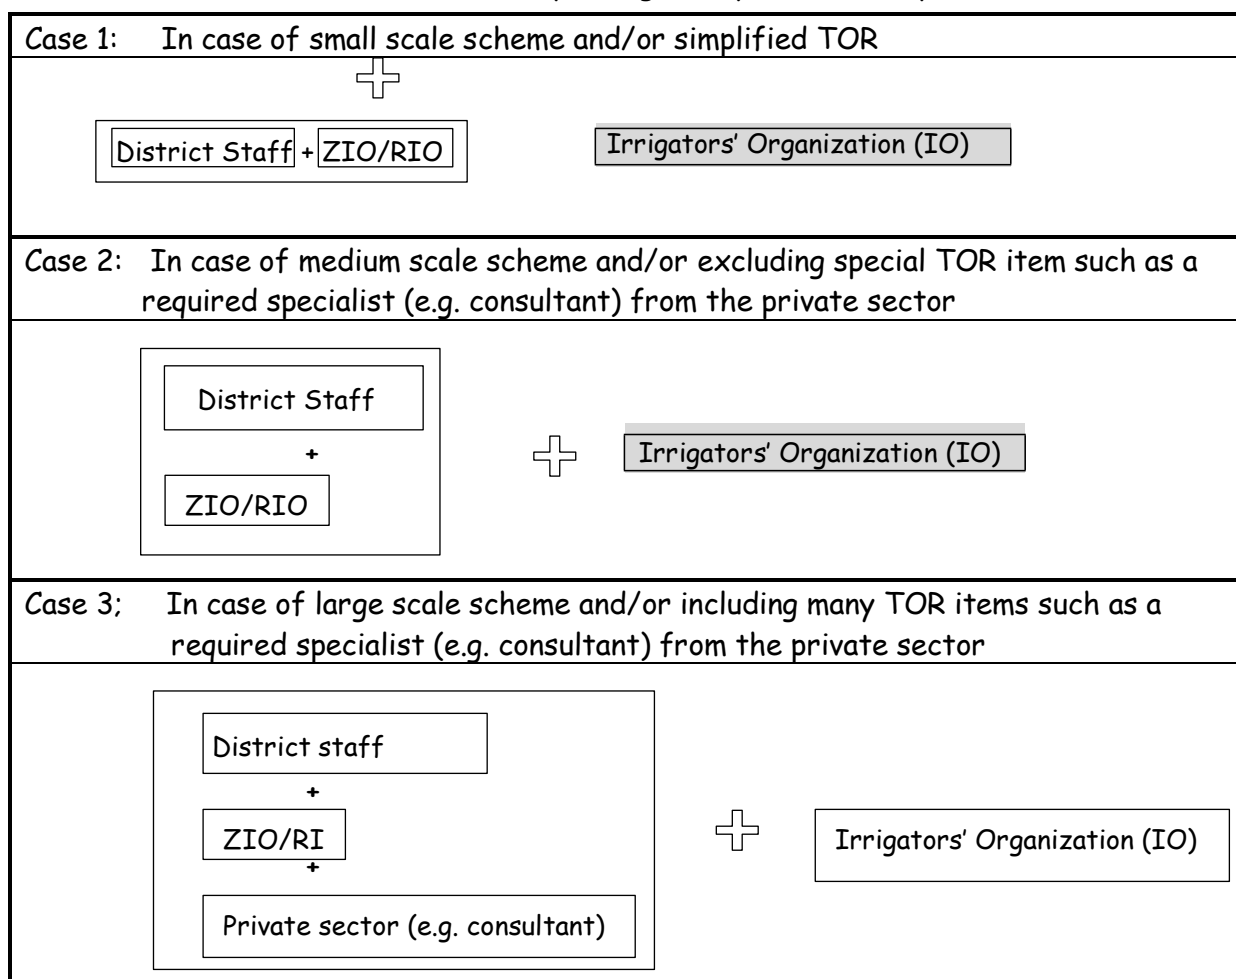 Case 1: In case of small scale scheme and/or simplified TOR
District Staff + ZIO/RIO
Irrigators' Organization (IO)
Case 2: In case of medium scale scheme and/or excluding special TOR item such as a
required specialist (e.g. consultant) from the private sector
District Staff
+
ZIO/RIO
Irrigators' Organization (IO)
Case 3; In case of large scale scheme and/or including many TOR items such as a
required specialist (e.g. consultant) from the private sector
District staff
+
ZIO/RI
+
Private sector (e.g. consultant)
Irrigators' Organization (IO)